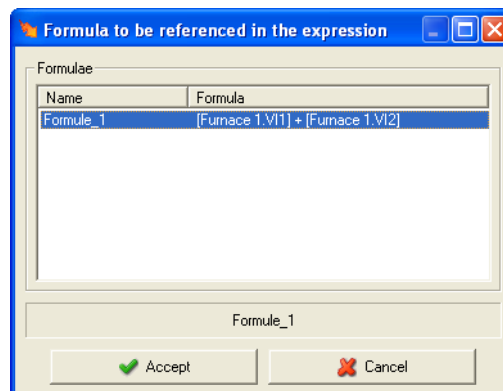 Formula to be referenced in the expression
Formulae
Name Formula
Formule_1 [Furnace 1.VI1] + [Furnace 1.VI2]
Formule_1
Accept Cancel